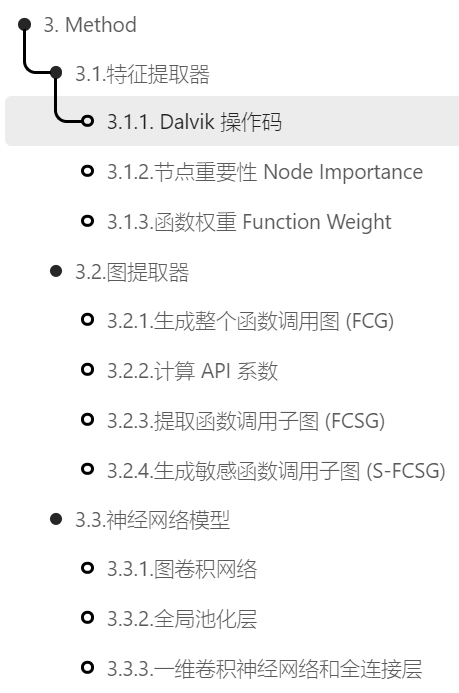 3. Method
3.1.特征提取器
3.1.1. Dalvik 操作码
3.1.2.节点重要性 Node Importance
3.1.3.函数权重 Function Weight
3.2.图提取器
3.2.1.生成整个函数调用图 (FCG)
3.2.2.计算 API 系数
3.2.3.提取函数调用子图 (FCSG)
3.2.4.生成敏感函数调用子图 (S-FCSG)
3.3.神经网络模型
3.3.1.图卷积网络
3.3.2.全局池化层
3.3.3.一维卷积神经网络和全连接层